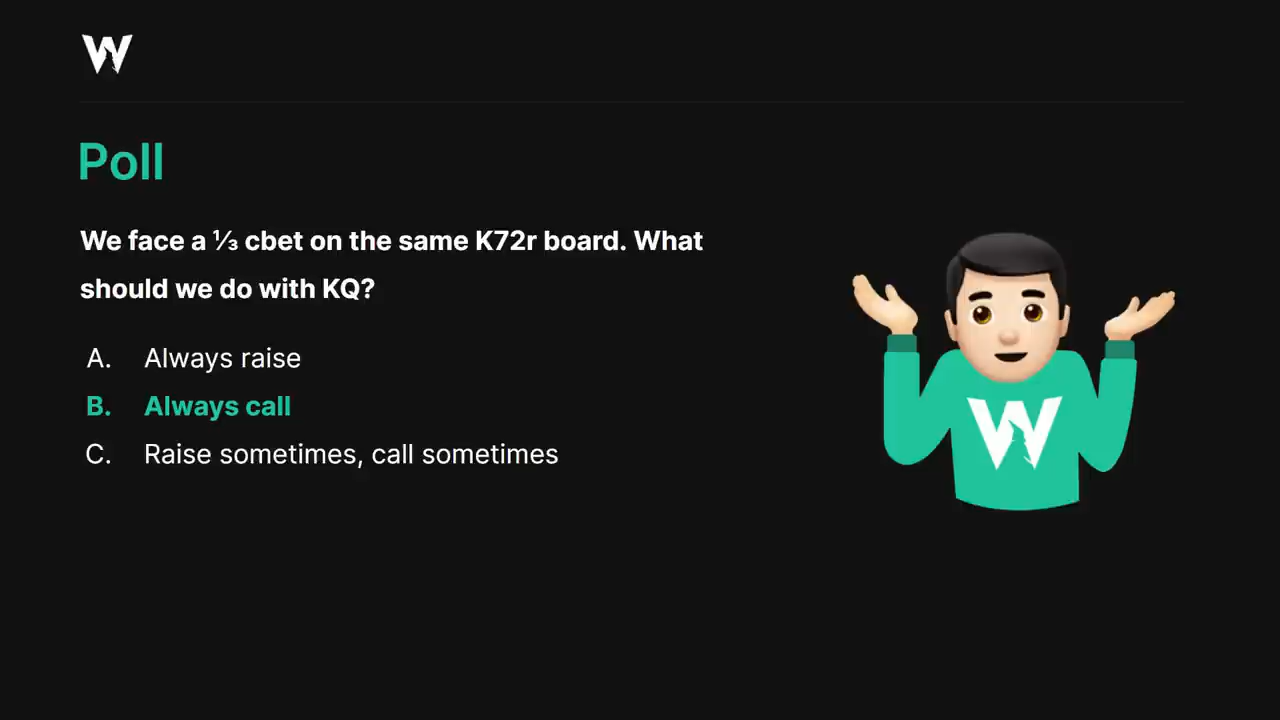 W
Poll
We face a ⅓ cbet on the same K72r board. What
should we do with KQ?
A. Always raise
B. Always call
C. Raise sometimes, call sometimes
W